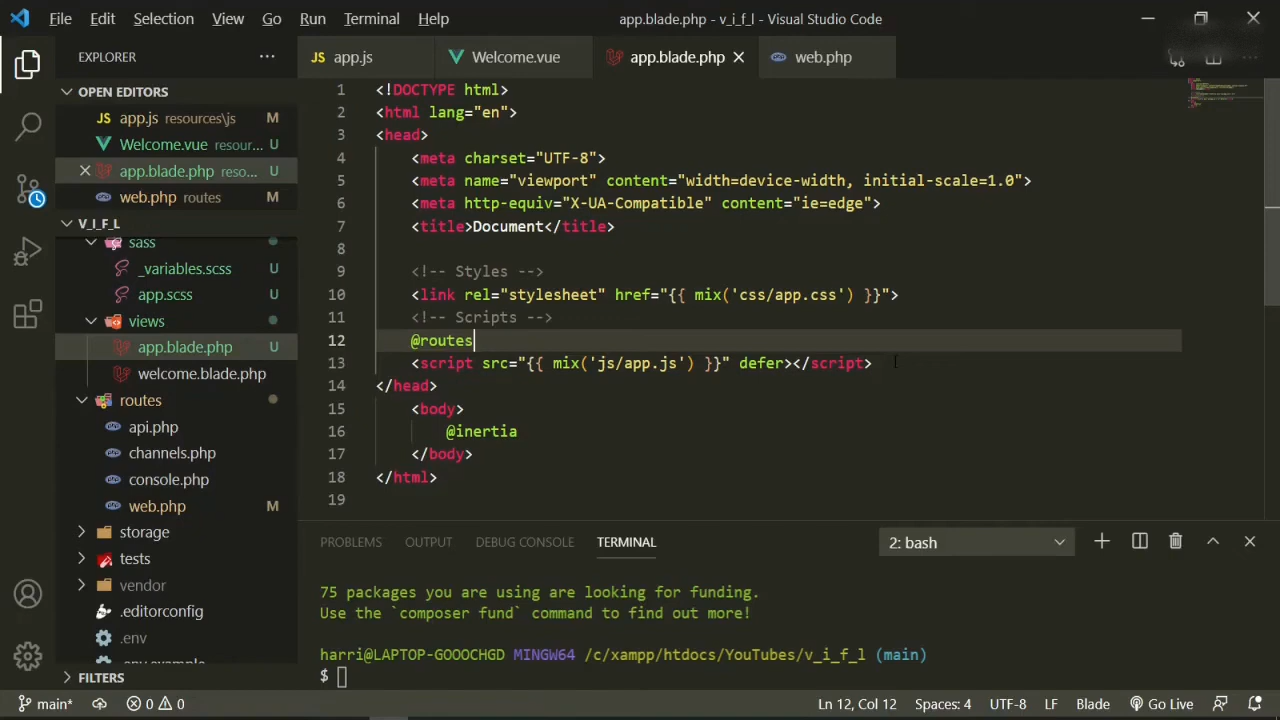 File Edit Selection View Go Run Terminal Help app.blade.php - v_i_f_l - Visual Studio Code
EXPLORER
JS app.js Welcome.vue app.blade.php web.php
OPEN EDITORS
JS app.js resources\js M
Welcome.vue resour... U
app.blade.php reso... U
web.php routes M
V_I_F_L
sass
_variables.scss U
app.scss U
views
app.blade.php U
welcome.blade.php
routes
api.php
channels.php
console.php
web.php M
storage
tests
vendor
.editorconfig
.env
.env.example
FILTERS
1 <!DOCTYPE html>
2 <html lang="en">
3 <head>
4 <meta charset="UTF-8">
5 <meta name="viewport" content="width=device-width, initial-scale=1.0">
6 <meta http-equiv="X-UA-Compatible" content="ie=edge">
7 <title>Document</title>
8
9 <!-- Styles -->
10 <link rel="stylesheet" href="{{ mix('css/app.css') }}">
11 <!-- Scripts -->
12 @routes
13 <script src="{{ mix('js/app.js') }}" defer></script>
14 </head>
15 <body>
16 @inertia
17 </body>
18 </html>
19
PROBLEMS OUTPUT DEBUG CONSOLE TERMINAL 2: bash
75 packages you are using are looking for funding.
Use the `composer fund` command to find out more!
harri@LAPTOP-GOOOCHGD MINGW64 /c/xampp/htdocs/YouTubes/v_i_f_l (main)
$
main* 0 0 Ln 12, Col 12 Spaces: 4 UTF-8 LF Blade Go Live